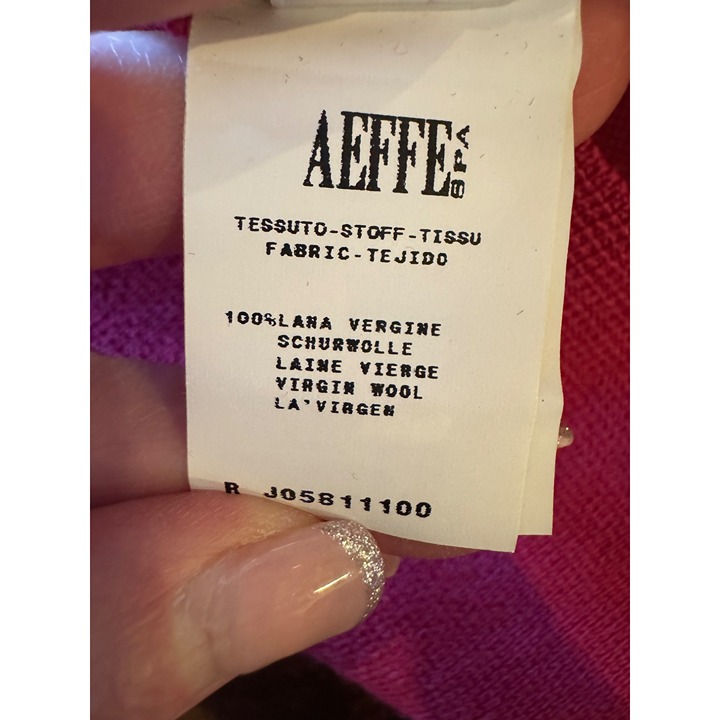 AEFFE SPA
TESSUTO-STOFF-TISSU
FABRIC-TEJIDO
100%LANA VERGINE
SCHURWOLLE
LAINE VIERGE
VIRGIN WOOL
LA'VIRGEN
R J05811100